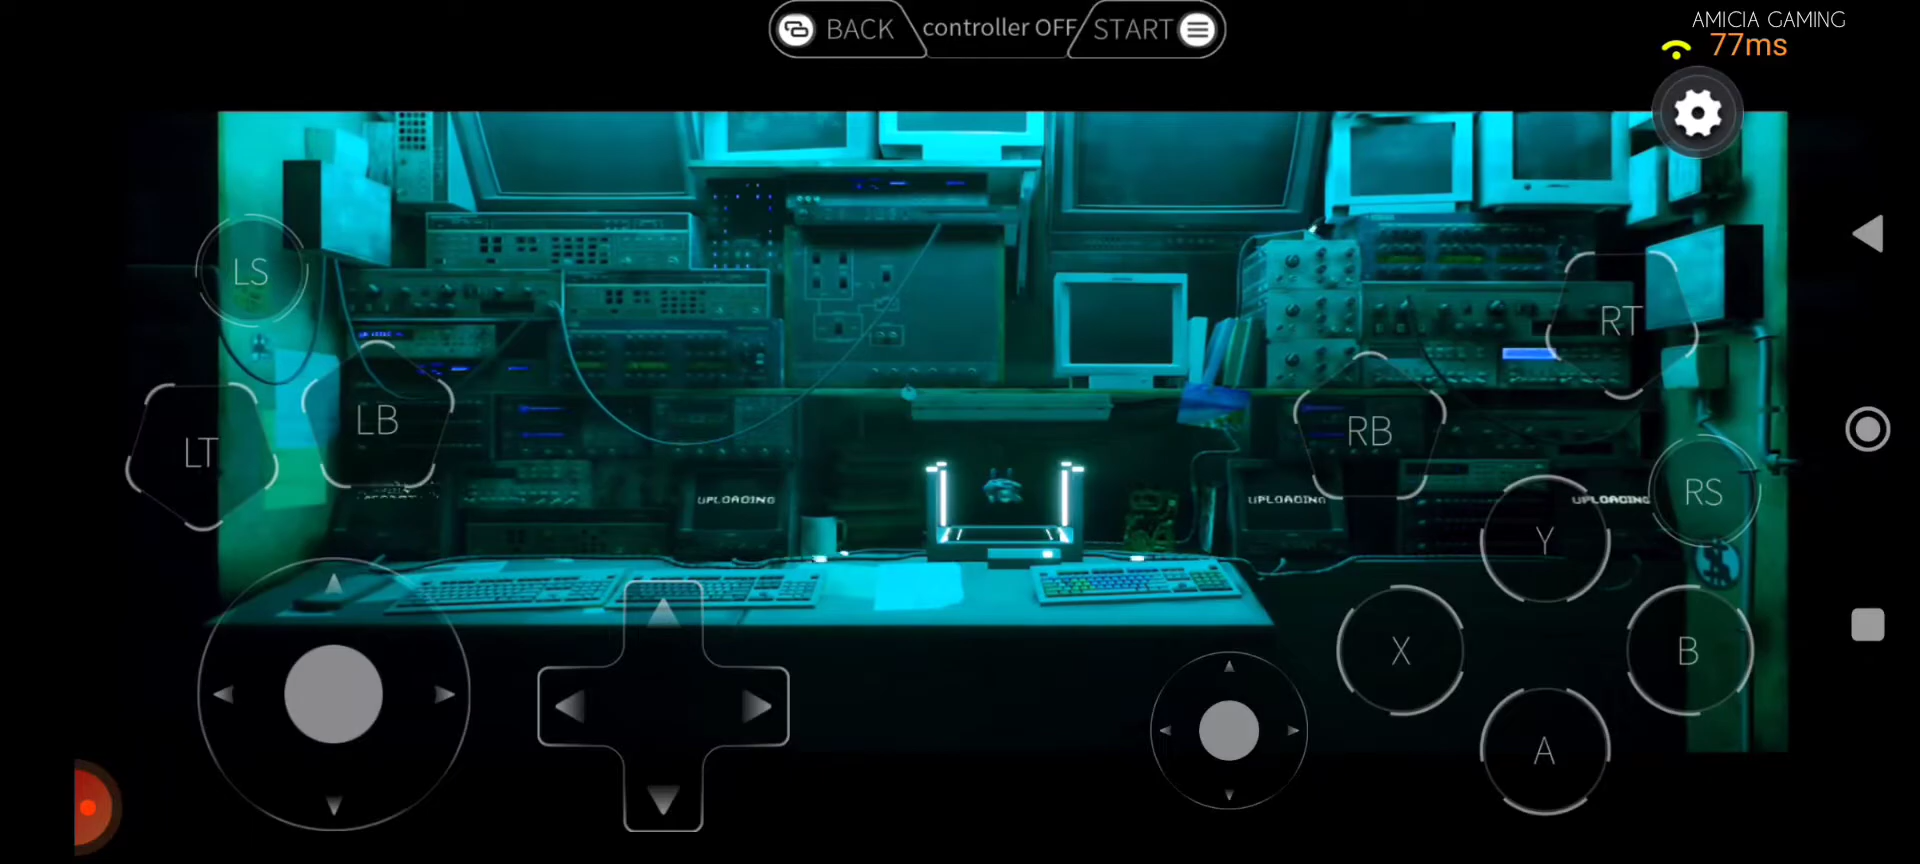 BACK
controller OFF
START
AMICIA GAMING
77ms
LS
RT
LT
LB
RB
RS
UPLOADING
UPLOADING
UPLOADING
Y
X
B
A